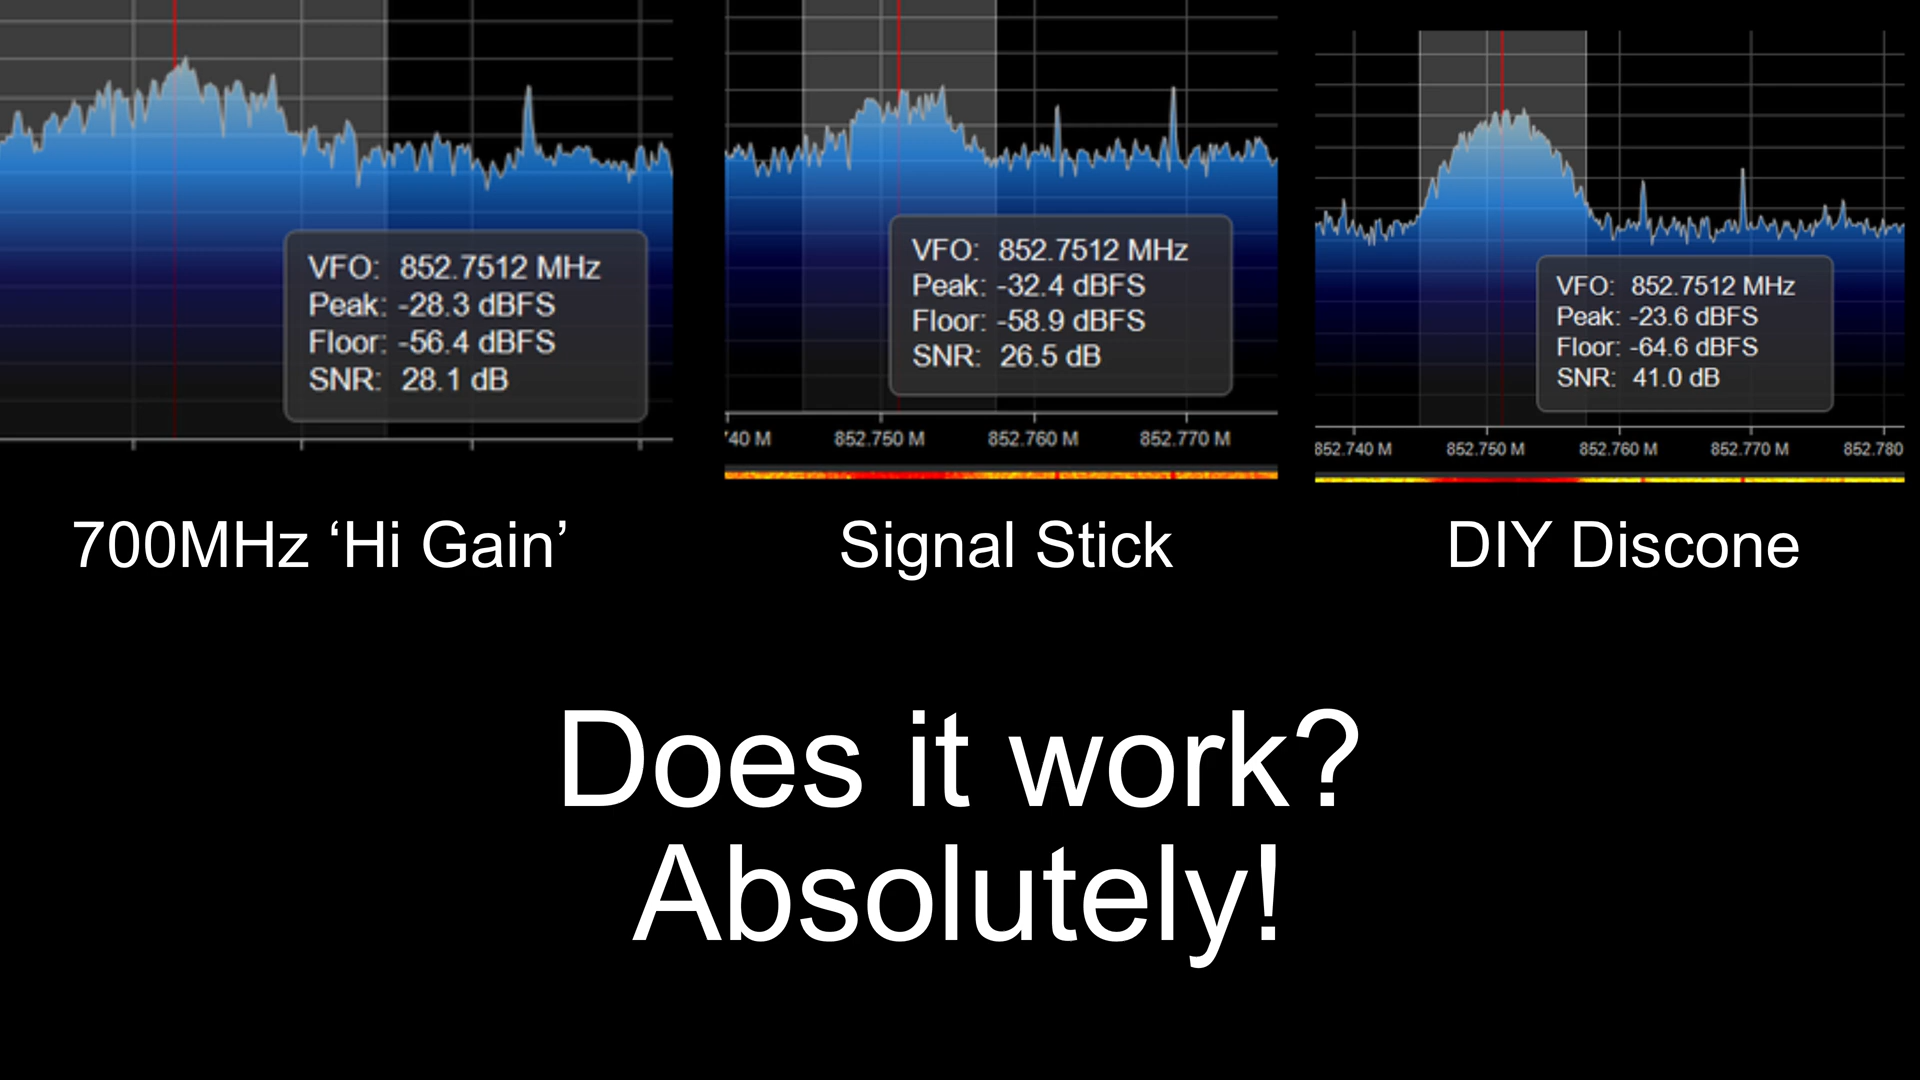 VFO: 852.7512 MHz
Peak: -28.3 dBFS
Floor: -56.4 dBFS
SNR: 28.1 dB
VFO: 852.7512 MHz
Peak: -32.4 dBFS
Floor: -58.9 dBFS
SNR: 26.5 dB
'40 M 852.750 M 852.760 M 852.770 M
VFO: 852.7512 MHz
Peak: -23.6 dBFS
Floor: -64.6 dBFS
SNR: 41.0 dB
852.740 M 852.750 M 852.760 M 852.770 M 852.780
700MHz ‘Hi Gain’
Signal Stick
DIY Discone
Does it work?
Absolutely!